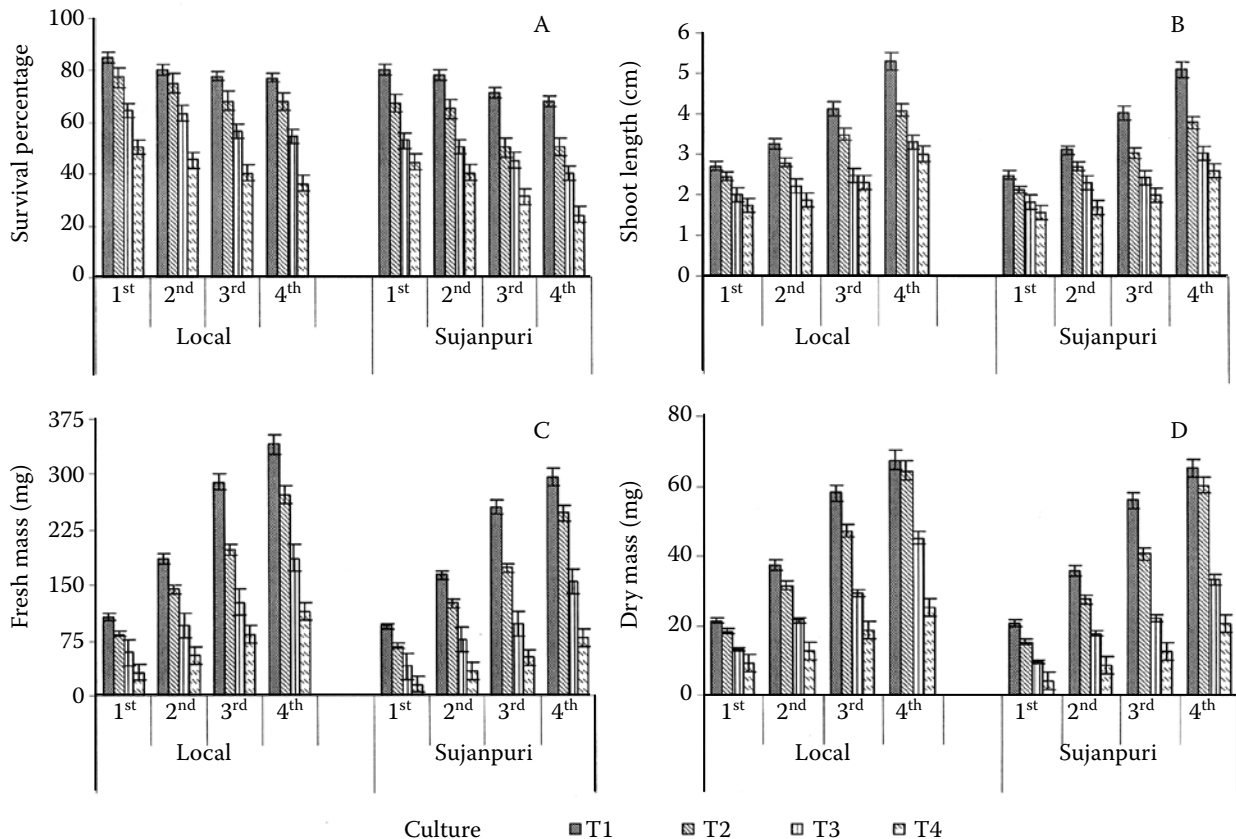 A
Survival percentage
100
80
60
40
20
0
1st 2nd 3rd 4th 1st 2nd 3rd 4th
Local Sujanpuri
B
Shoot length (cm)
6
5
4
3
2
1
0
1st 2nd 3rd 4th 1st 2nd 3rd 4th
Local Sujanpuri
C
Fresh mass (mg)
375
300
225
150
75
0
1st 2nd 3rd 4th 1st 2nd 3rd 4th
Local Sujanpuri
D
Dry mass (mg)
80
60
40
20
0
1st 2nd 3rd 4th 1st 2nd 3rd 4th
Local Sujanpuri
Culture T1 T2 T3 T4